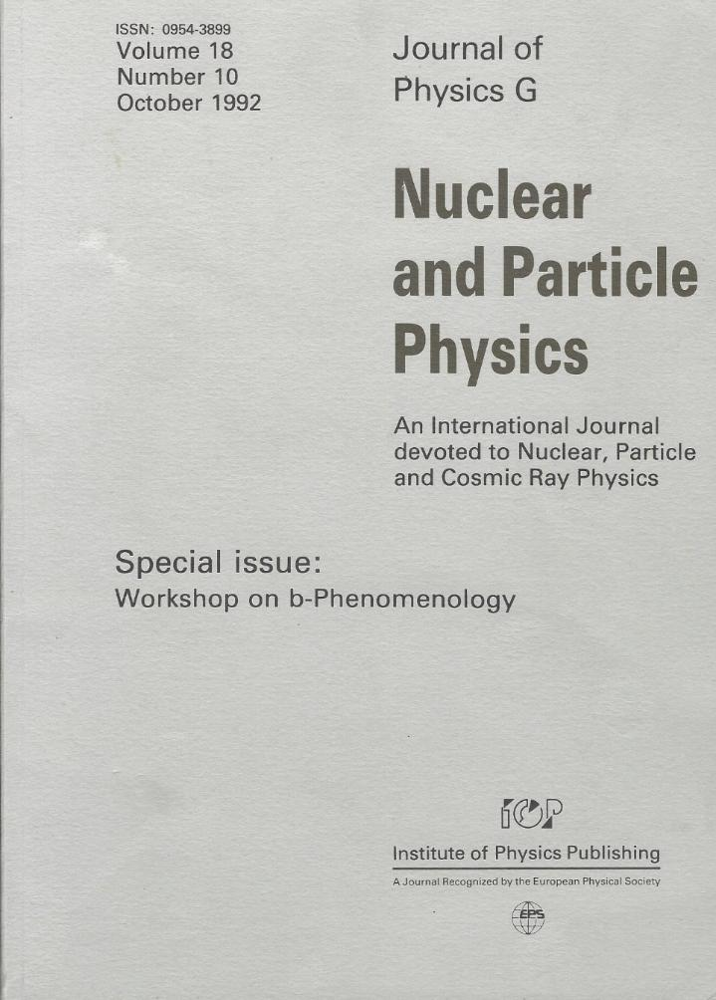 ISSN: 0954-3899
Volume 18
Number 10
October 1992
Journal of
Physics G
Nuclear
and Particle
Physics
An International Journal
devoted to Nuclear, Particle
and Cosmic Ray Physics
Special issue:
Workshop on b-Phenomenology
IOP
Institute of Physics Publishing
A Journal Recognized by the European Physical Society
EPS